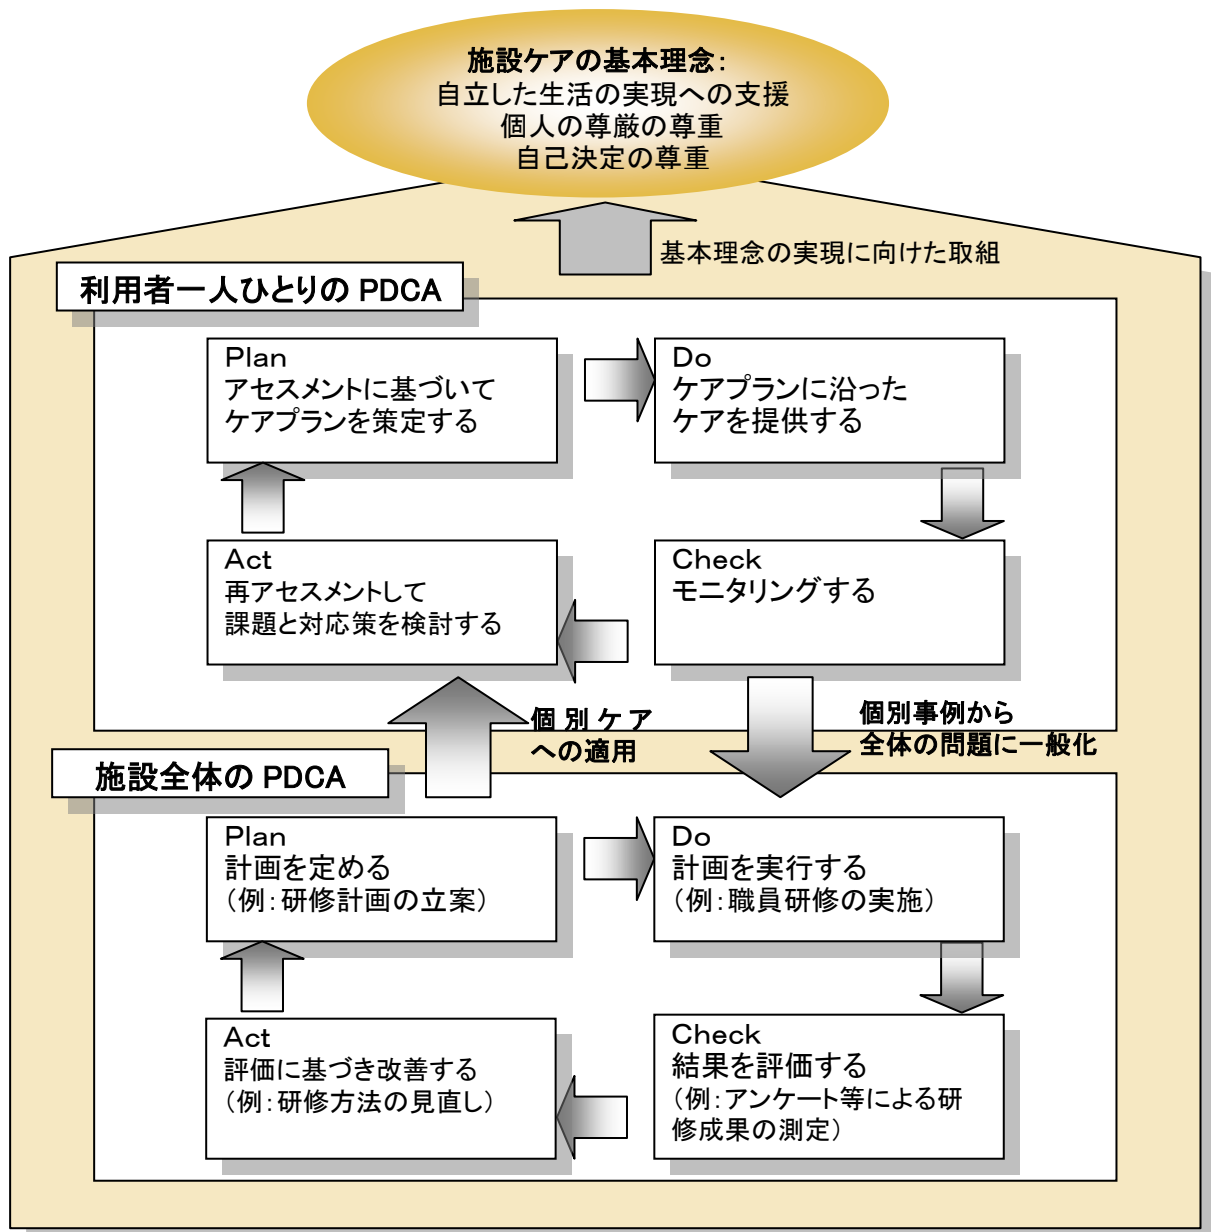 施設ケアの基本理念：
自立した生活の実現への支援
個人の尊厳の尊重
自己決定の尊重
基本理念の実現に向けた取組
利用者一人ひとりの PDCA
Plan
アセスメントに基づいて
ケアプランを策定する
Do
ケアプランに沿った
ケアを提供する
Act
再アセスメントして
課題と対応策を検討する
Check
モニタリングする
個別ケア
への適用
個別事例から
全体の問題に一般化
施設全体の PDCA
Plan
計画を定める
（例：研修計画の立案）
Do
計画を実行する
（例：職員研修の実施）
Act
評価に基づき改善する
（例：研修方法の見直し）
Check
結果を評価する
（例：アンケート等による研
修成果の測定）